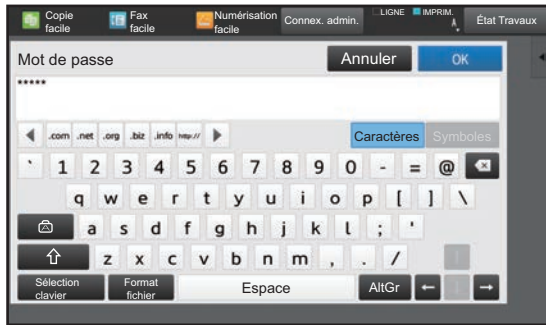 Copie facile
Fax facile
Numérisation facile
Connex. admin.
LIGNE
IMPRIM.
État Travaux
Mot de passe
Annuler
OK
*****
.com .net .org .biz .info http://
Caractères
Symboles
` 1 2 3 4 5 6 7 8 9 0 - = @
q w e r t y u i o p [ ] \
a s d f g h j k l ; '
z x c v b n m , . /
Sélection clavier
Format fichier
Espace
AltGr